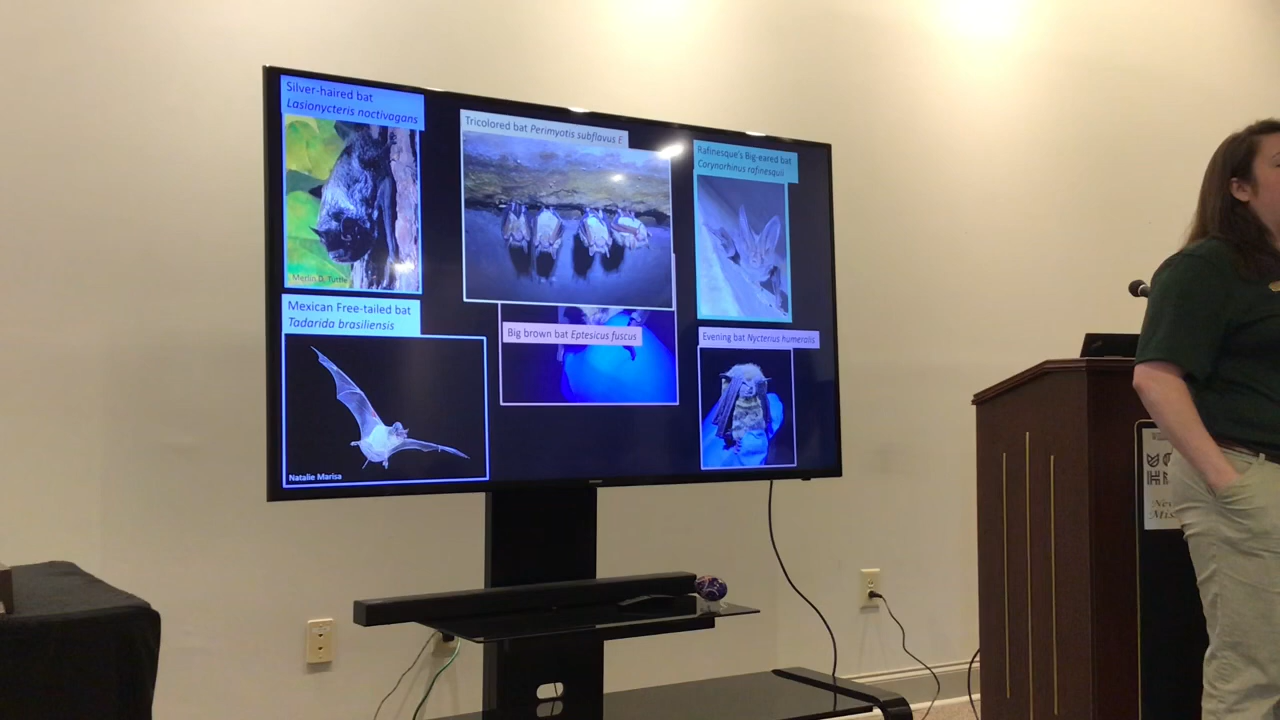 Silver-haired bat
Lasionycteris noctivagans
Merlin D. Tuttle
Tricolored bat Perimyotis subflavus E
Rafinesque's Big-eared bat
Corynorhinus rafinesquii
Mexican Free-tailed bat
Tadarida brasiliensis
Natalie Marisa
Big brown bat Eptesicus fuscus
Evening bat Nycterius humeralis